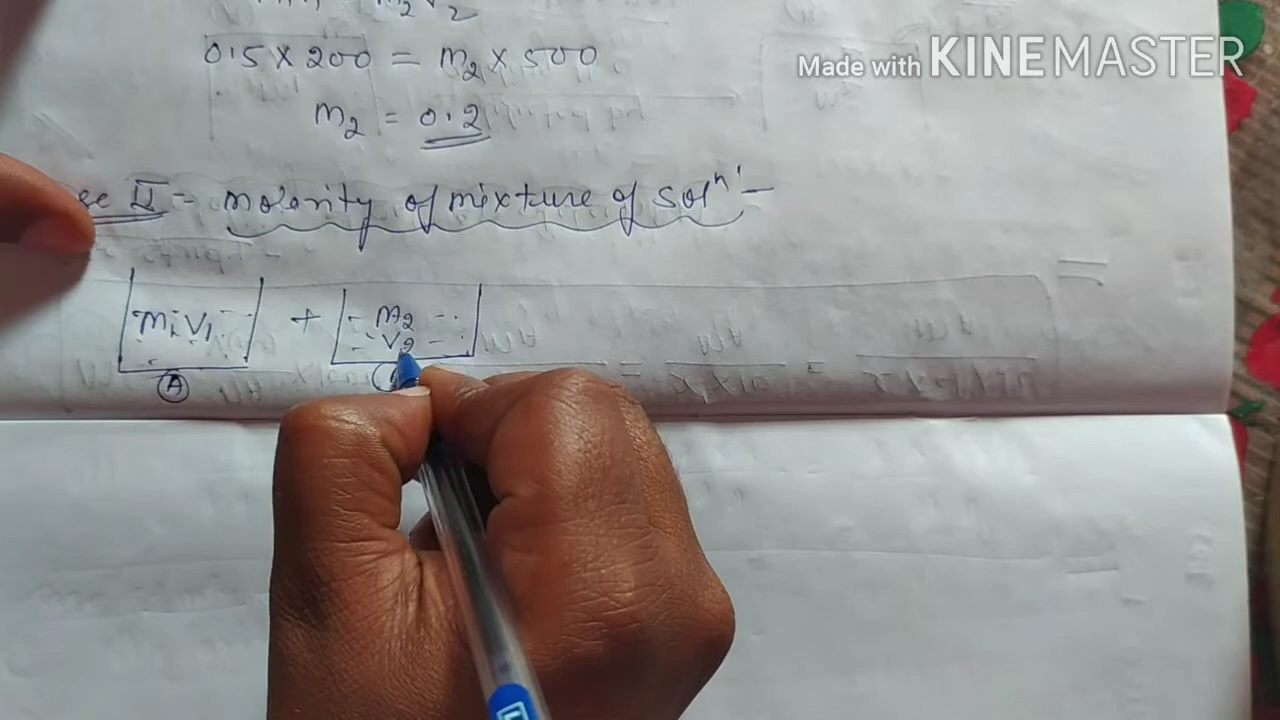 0.5 × 200 = m₂ × 500
Made with KINEMASTER
m₂ = 0.2
II - molarity of mixture of solⁿ -
M₁V₁ + M₂
V₂
A